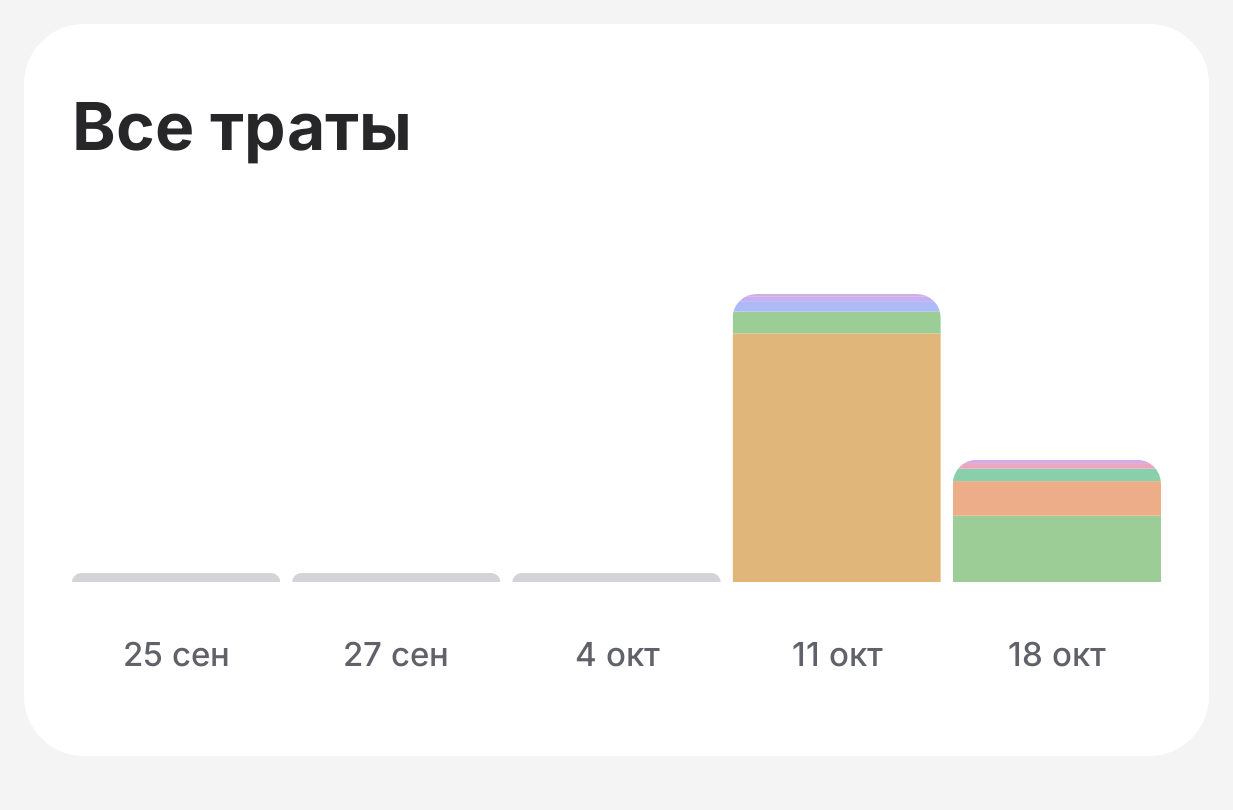 Все траты
25 сен
27 сен
4 окт
11 окт
18 окт